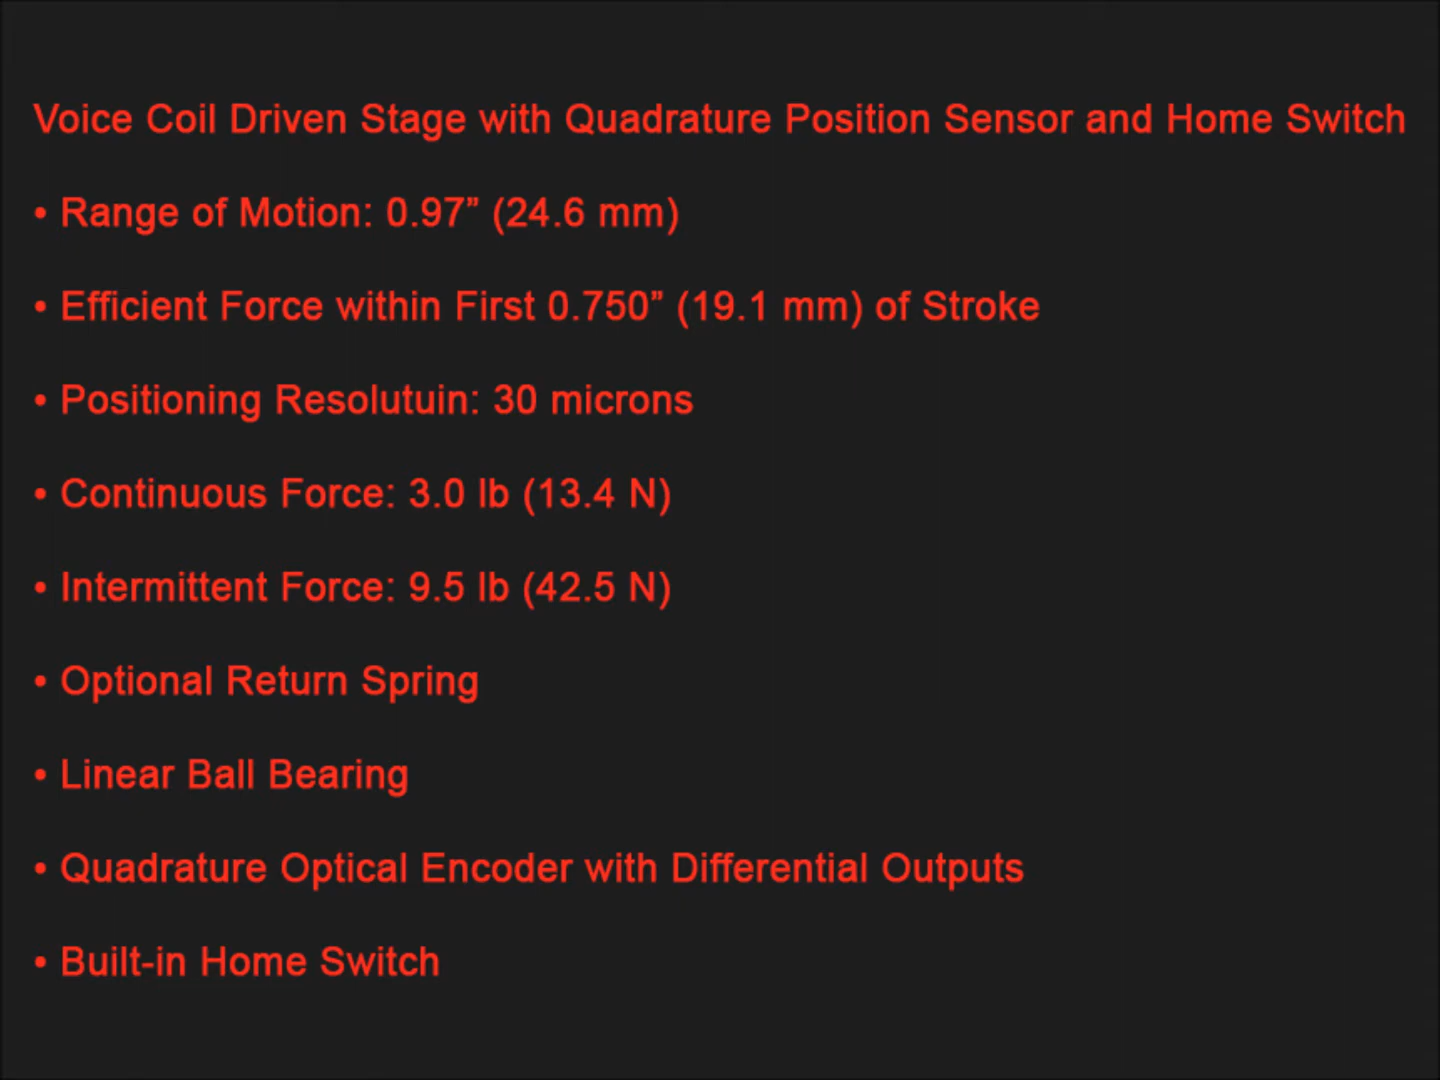 Voice Coil Driven Stage with Quadrature Position Sensor and Home Switch
• Range of Motion: 0.97” (24.6 mm)
• Efficient Force within First 0.750” (19.1 mm) of Stroke
• Positioning Resolutuin: 30 microns
• Continuous Force: 3.0 lb (13.4 N)
• Intermittent Force: 9.5 lb (42.5 N)
• Optional Return Spring
• Linear Ball Bearing
• Quadrature Optical Encoder with Differential Outputs
• Built-in Home Switch